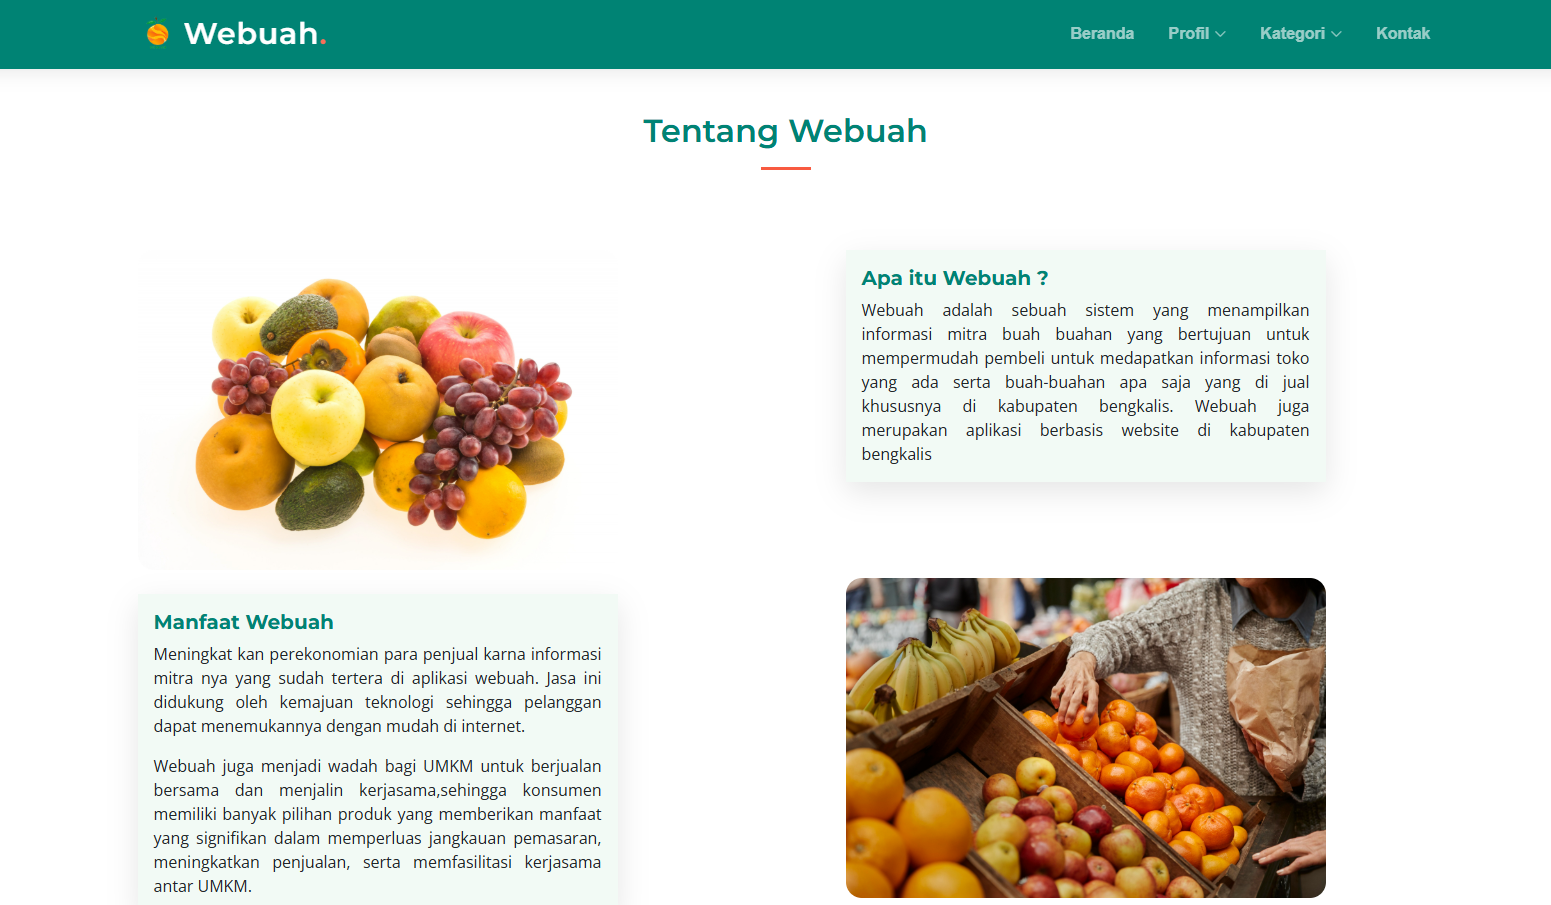 Webuah.
Beranda
Profil
Kategori
Kontak
Tentang Webuah
Apa itu Webuah ?
Webuah adalah sebuah sistem yang menampilkan
informasi mitra buah buahan yang bertujuan untuk
mempermudah pembeli untuk medapatkan informasi toko
yang ada serta buah-buahan apa saja yang di jual
khususnya di kabupaten bengkalis. Webuah juga
merupakan aplikasi berbasis website di kabupaten
bengkalis
Manfaat Webuah
Meningkat kan perekonomian para penjual karna informasi
mitra nya yang sudah tertera di aplikasi webuah. Jasa ini
didukung oleh kemajuan teknologi sehingga pelanggan
dapat menemukannya dengan mudah di internet.
Webuah juga menjadi wadah bagi UMKM untuk berjualan
bersama dan menjalin kerjasama,sehingga konsumen
memiliki banyak pilihan produk yang memberikan manfaat
yang signifikan dalam memperluas jangkauan pemasaran,
meningkatkan penjualan, serta memfasilitasi kerjasama
antar UMKM.